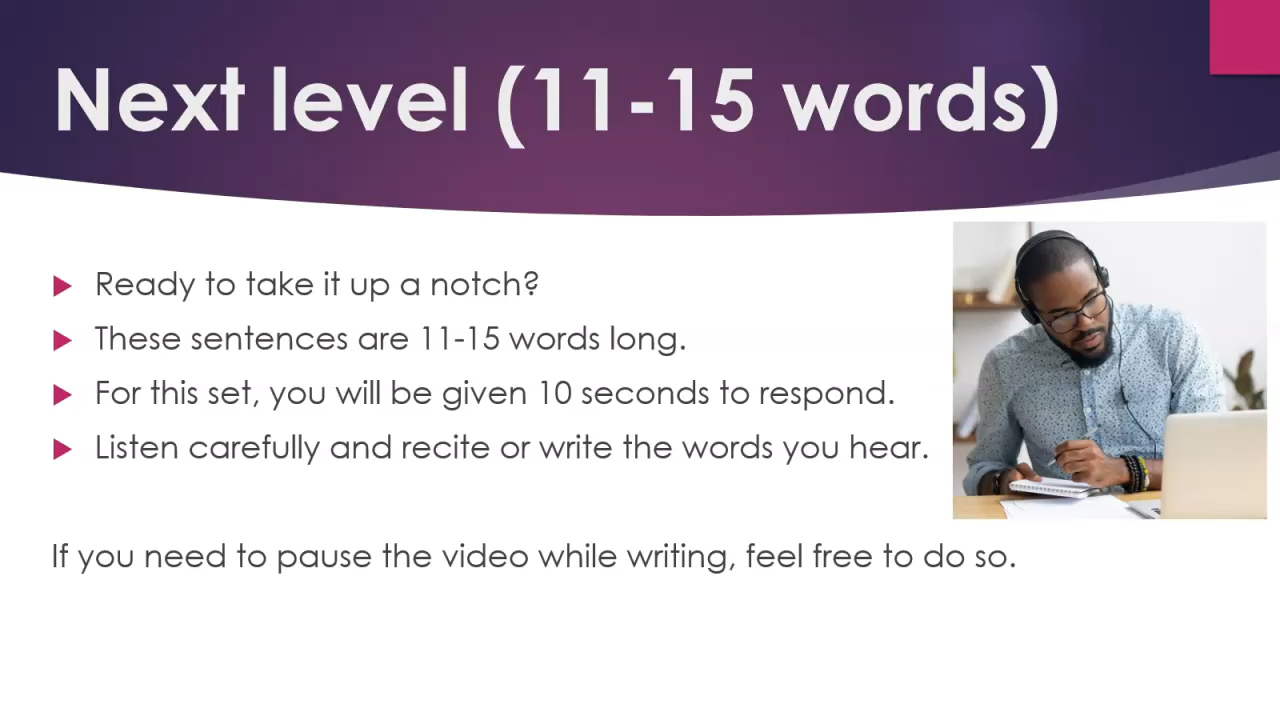 Next level (11-15 words)
Ready to take it up a notch?
These sentences are 11-15 words long.
For this set, you will be given 10 seconds to respond.
Listen carefully and recite or write the words you hear.
If you need to pause the video while writing, feel free to do so.